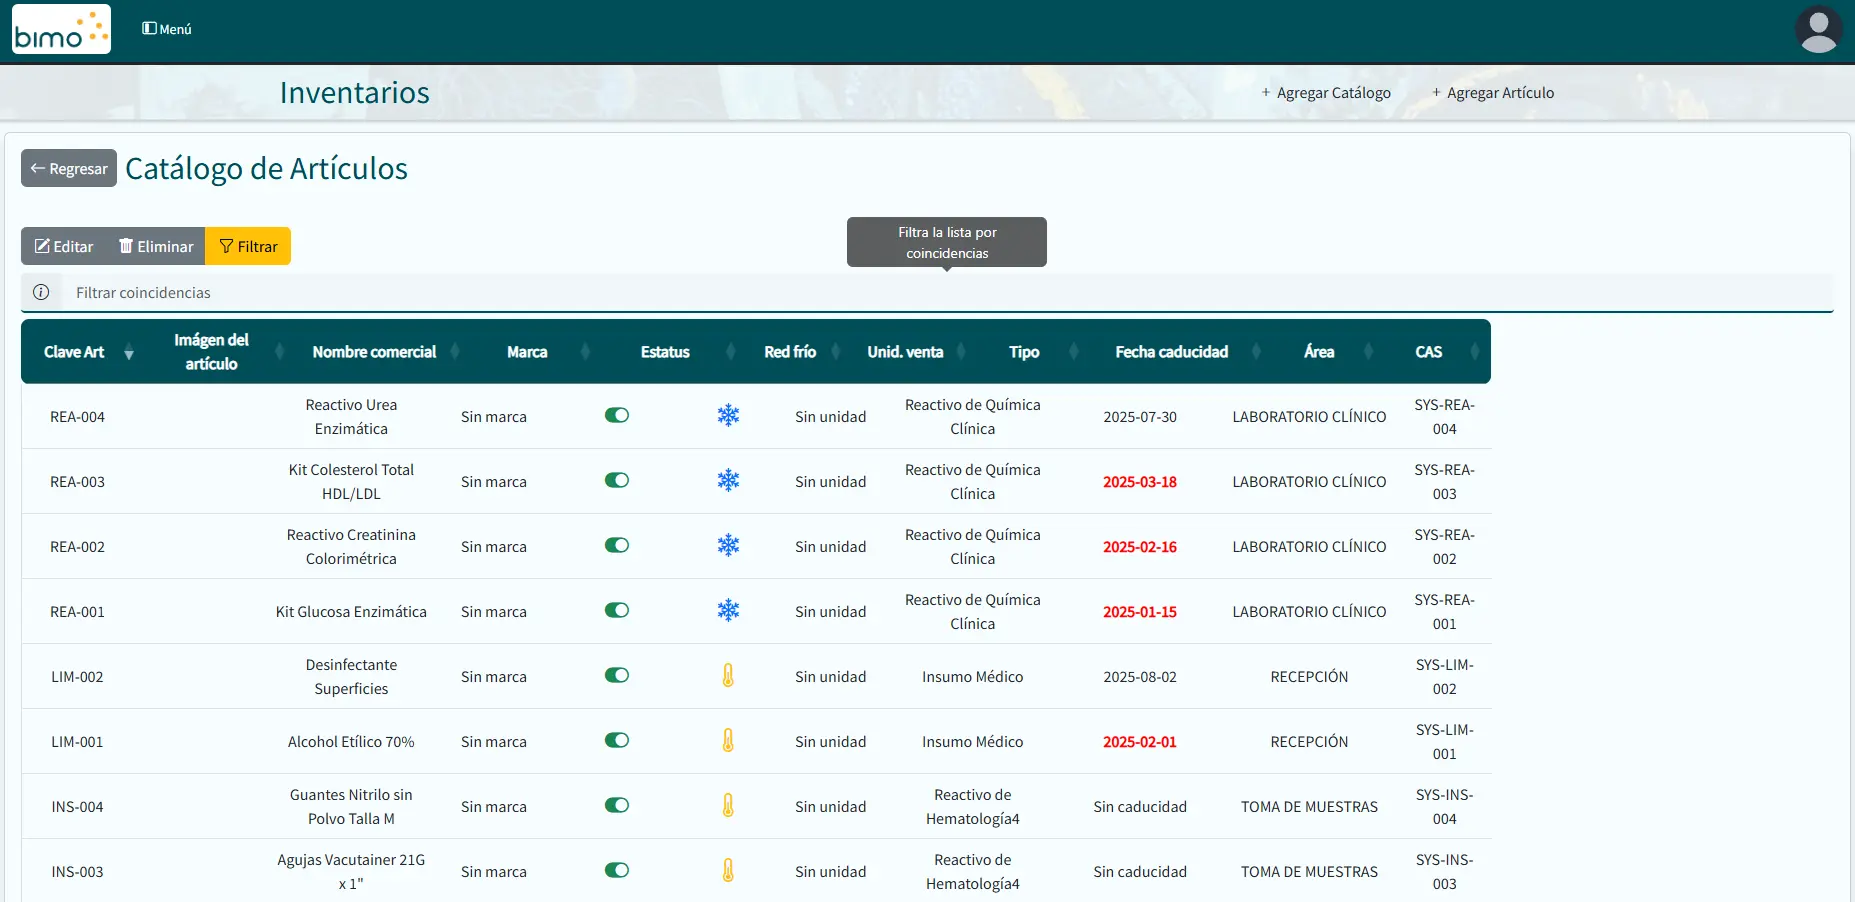 bimo
Menú
Inventarios
+ Agregar Catálogo
+ Agregar Artículo
← Regresar
Catálogo de Artículos
Editar
Eliminar
Filtrar
Filtra la lista por
coincidencias
Filtrar coincidencias
Clave Art
Imágen del
artículo
Nombre comercial
Marca
Estatus
Red frío
Unid. venta
Tipo
Fecha caducidad
Área
CAS
REA-004
Reactivo Urea
Enzimática
Sin marca
Sin unidad
Reactivo de Química
Clínica
2025-07-30
LABORATORIO CLÍNICO
SYS-REA-
004
REA-003
Kit Colesterol Total
HDL/LDL
Sin marca
Sin unidad
Reactivo de Química
Clínica
2025-03-18
LABORATORIO CLÍNICO
SYS-REA-
003
REA-002
Reactivo Creatinina
Colorimétrica
Sin marca
Sin unidad
Reactivo de Química
Clínica
2025-02-16
LABORATORIO CLÍNICO
SYS-REA-
002
REA-001
Kit Glucosa Enzimática
Sin marca
Sin unidad
Reactivo de Química
Clínica
2025-01-15
LABORATORIO CLÍNICO
SYS-REA-
001
LIM-002
Desinfectante
Superficies
Sin marca
Sin unidad
Insumo Médico
2025-08-02
RECEPCIÓN
SYS-LIM-
002
LIM-001
Alcohol Etílico 70%
Sin marca
Sin unidad
Insumo Médico
2025-02-01
RECEPCIÓN
SYS-LIM-
001
INS-004
Guantes Nitrilo sin
Polvo Talla M
Sin marca
Sin unidad
Reactivo de
Hematología4
Sin caducidad
TOMA DE MUESTRAS
SYS-INS-
004
INS-003
Agujas Vacutainer 21G
x 1"
Sin marca
Sin unidad
Reactivo de
Hematología4
Sin caducidad
TOMA DE MUESTRAS
SYS-INS-
003